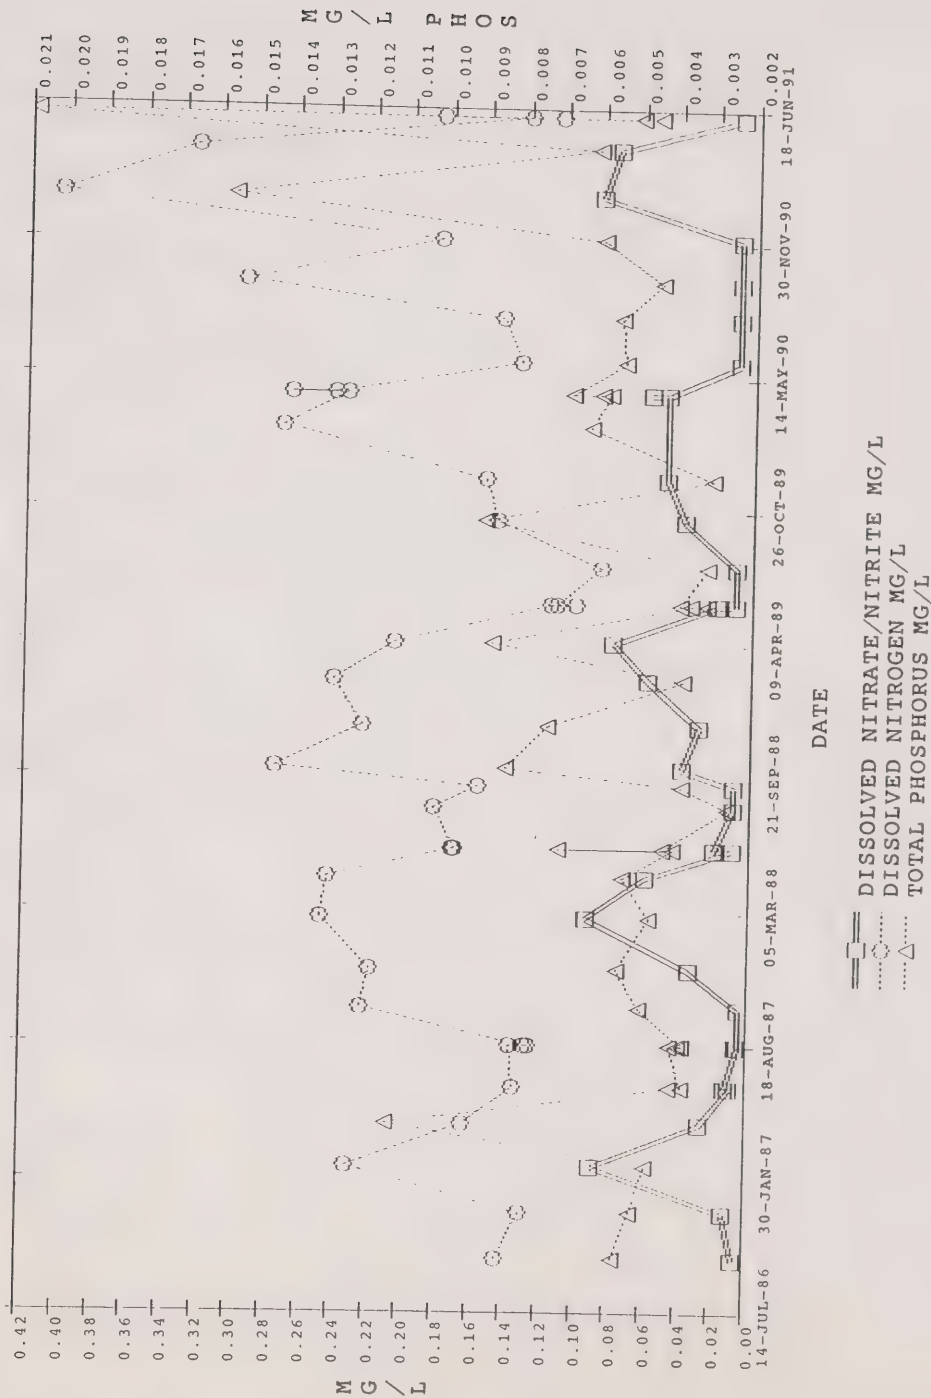 MG/L PHOS
0.021
0.020
0.019
0.018
0.017
0.016
0.015
0.014
0.013
0.012
0.011
0.010
0.009
0.008
0.007
0.006
0.005
0.004
0.003
0.002
0.42
0.40
0.38
0.36
0.34
0.32
0.30
0.28
0.26
0.24
0.22
0.20
0.18
0.16
0.14
0.12
0.10
0.08
0.06
0.04
0.02
0.00
MG/L
14-JUL-86
30-JAN-87
18-AUG-87
05-MAR-88
21-SEP-88
09-APR-89
26-OCT-89
14-MAY-90
30-NOV-90
18-JUN-91
DATE
DISSOLVED NITRATE/NITRITE MG/L
DISSOLVED NITROGEN MG/L
TOTAL PHOSPHORUS MG/L